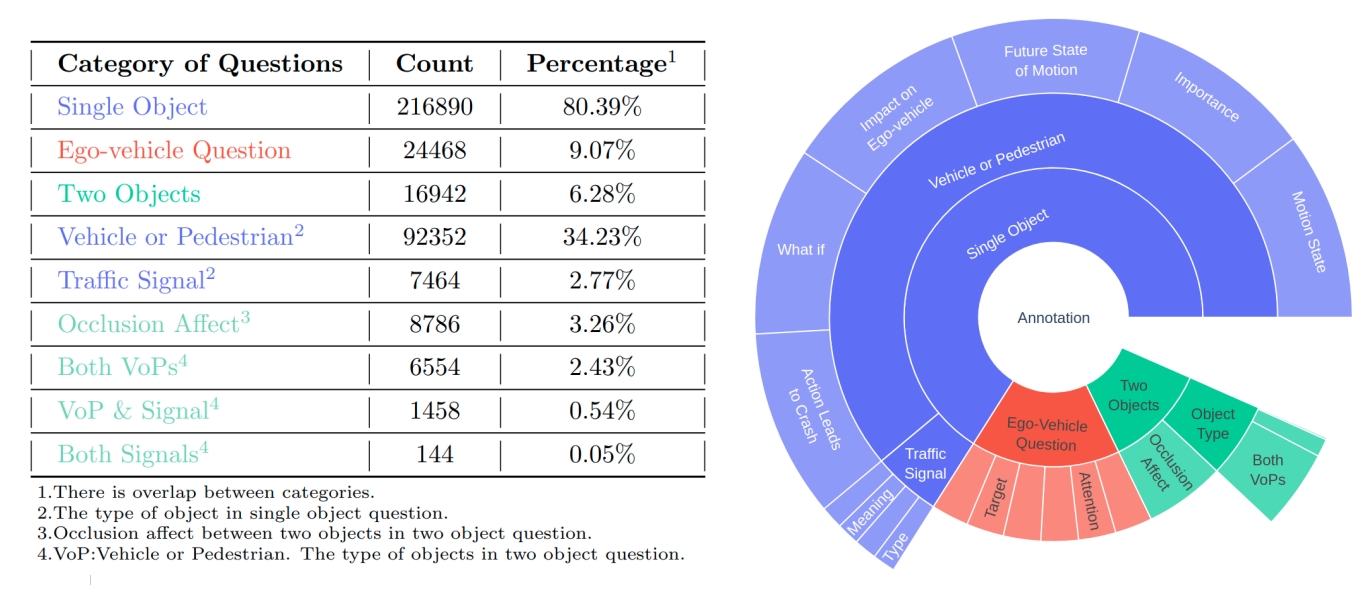 Category of Questions Count Percentage1
Single Object 216890 80.39%
Ego-vehicle Question 24468 9.07%
Two Objects 16942 6.28%
Vehicle or Pedestrian2 92352 34.23%
Traffic Signal2 7464 2.77%
Occlusion Affect3 8786 3.26%
Both VoPs4 6554 2.43%
VoP & Signal4 1458 0.54%
Both Signals4 144 0.05%
1.There is overlap between categories.
2.The type of object in single object question.
3.Occlusion affect between two objects in two object question.
4.VoP:Vehicle or Pedestrian. The type of objects in two object question.
Future State
of Motion
Impact on
Ego-vehicle
Importance
Vehicle or Pedestrian
Motion State
Single Object
What if
Annotation
Action Leads
to Crash
Two
Objects
Object
Type
Ego-Vehicle
Question
Occlusion
Affect
Both
VoPs
Traffic
Signal
Target
Attention
Meaning
Type